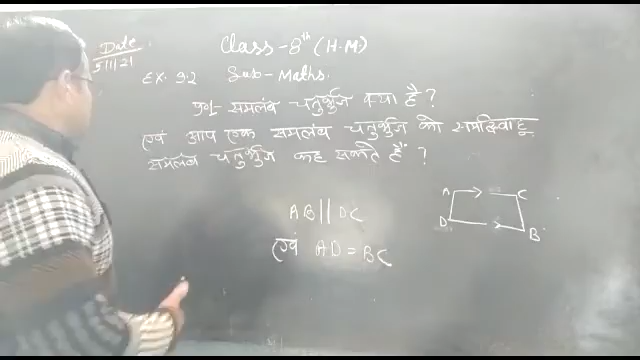 Date
5/11/21
Class-8th (H.M)
EX. 9.2 Sub-Maths.
प्र01- समलंब चतुर्भुज क्या है ?
एवं आप एक समलंब चतुर्भुज को समद्विबाहु
समलंब चतुर्भुज कह सकते हैं ?
AB || DC
एवं AD = BC
A C
D B